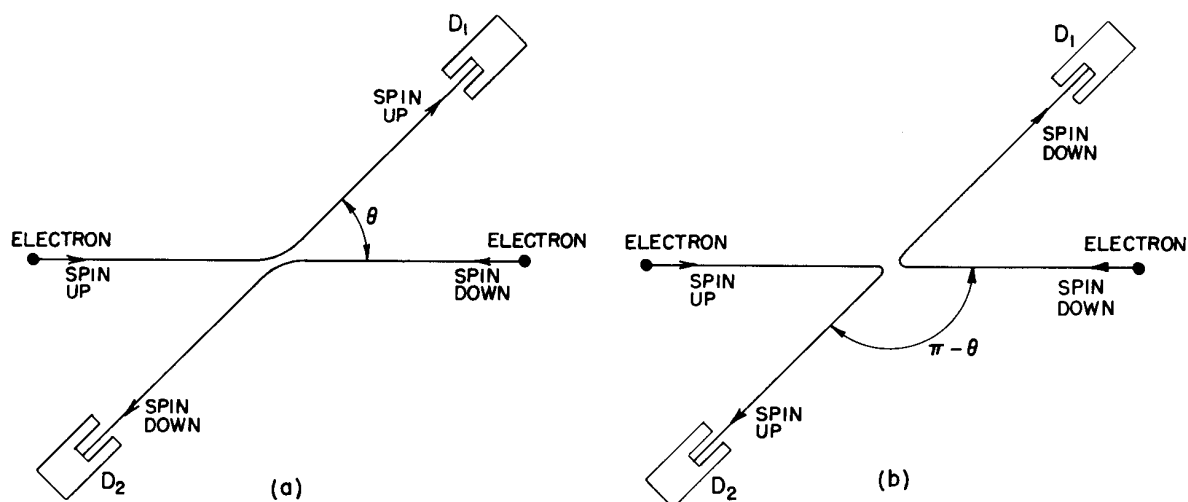 D₁
SPIN
UP
θ
ELECTRON
SPIN
UP
ELECTRON
SPIN
DOWN
SPIN
DOWN
D₂
(a)
D₁
SPIN
DOWN
ELECTRON
SPIN
UP
ELECTRON
SPIN
DOWN
π - θ
SPIN
UP
D₂
(b)